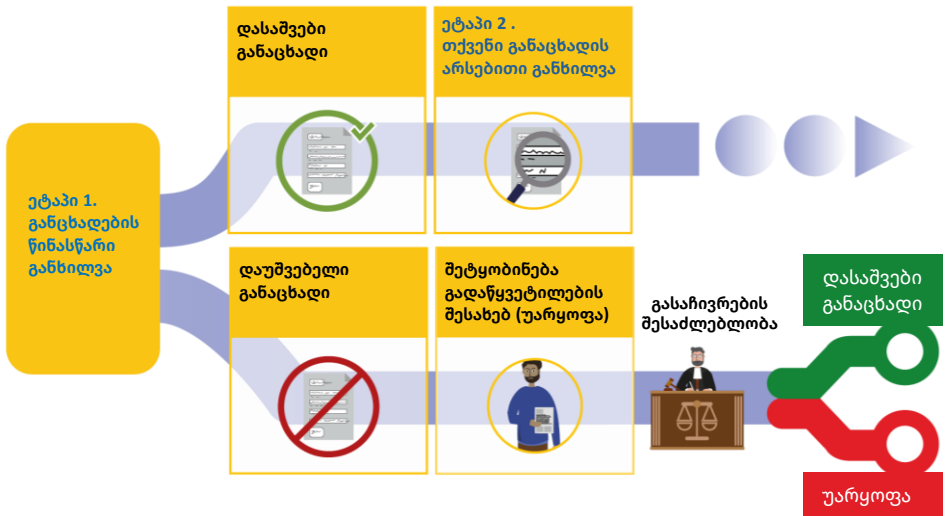 ეტაპი 1.
განცხადების
წინასწარი
განხილვა
დასაშვები
განაცხადი
ეტაპი 2 .
თქვენი განაცხადის
არსებითი განხილვა
დაუშვებელი
განაცხადი
შეტყობინება
გადაწყვეტილების
შესახებ (უარყოფა)
გასაჩივრების
შესაძლებლობა
დასაშვები
განაცხადი
უარყოფა